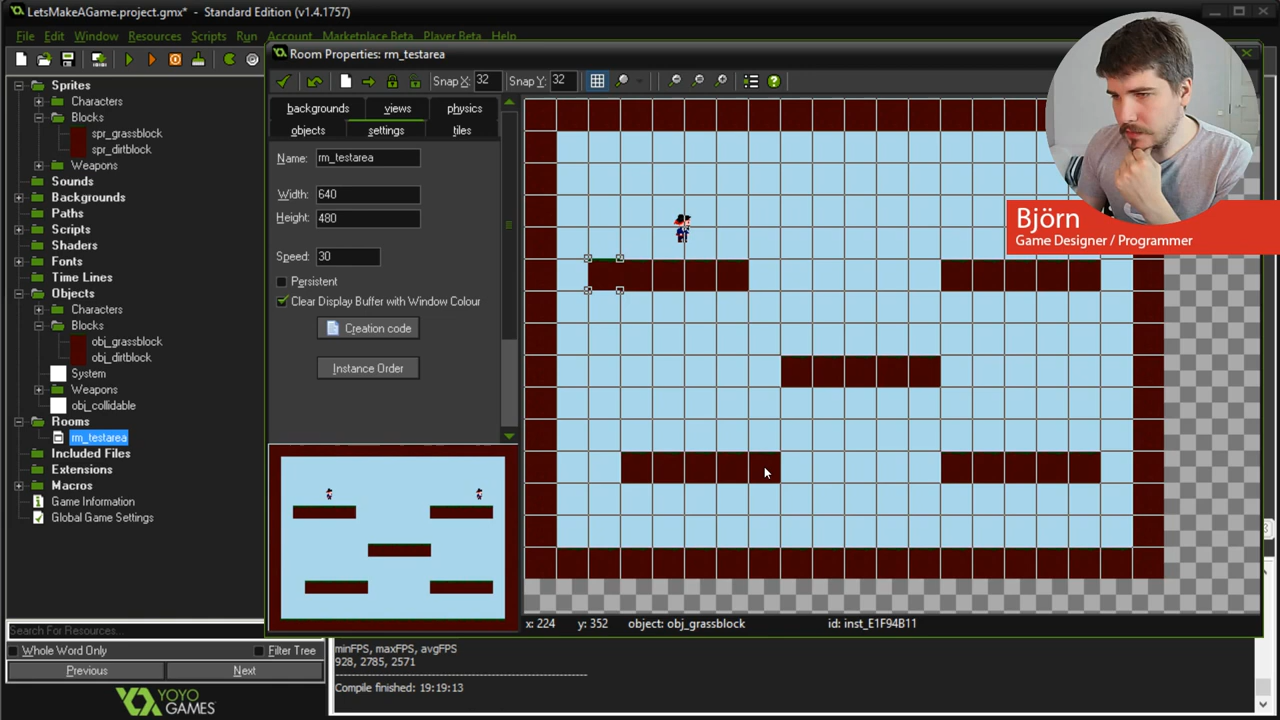 LetsMakeAGame.project.gmx* - Standard Edition (v1.4.1757)
File Edit Window Resources Scripts Run Account Marketplace Beta Player Beta Help
Room Properties: rm_testarea
Snap X: 32 Snap Y: 32
backgrounds views physics
objects settings tiles
Name: rm_testarea
Width: 640
Height: 480
Speed: 30
Persistent
Clear Display Buffer with Window Colour
Creation code
Instance Order
Sprites
Characters
Blocks
spr_grassblock
spr_dirtblock
Weapons
Sounds
Backgrounds
Paths
Scripts
Shaders
Fonts
Time Lines
Objects
Characters
Blocks
obj_grassblock
obj_dirtblock
System
Weapons
obj_collidable
Rooms
rm_testarea
Included Files
Extensions
Macros
Game Information
Global Game Settings
Search For Resources...
Whole Word Only Filter Tree
Previous Next
YOYO
GAMES™
Björn
Game Designer / Programmer
x: 224 y: 352 object: obj_grassblock id: inst_E1F94B11
minFPS, maxFPS, avgFPS
928, 2785, 2571
Compile finished: 19:19:13